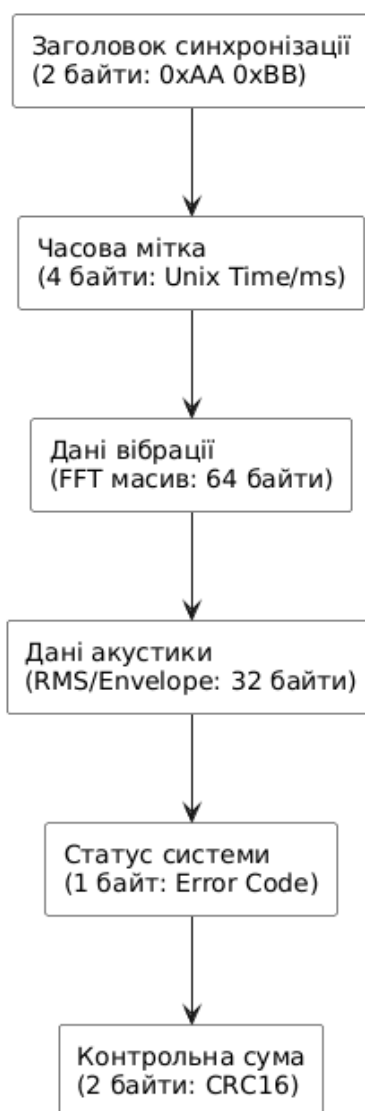 Заголовок синхронізації
(2 байти: 0xAA 0xBB)
Часова мітка
(4 байти: Unix Time/ms)
Дані вібрації
(FFT масив: 64 байти)
Дані акустики
(RMS/Envelope: 32 байти)
Статус системи
(1 байт: Error Code)
Контрольна сума
(2 байти: CRC16)